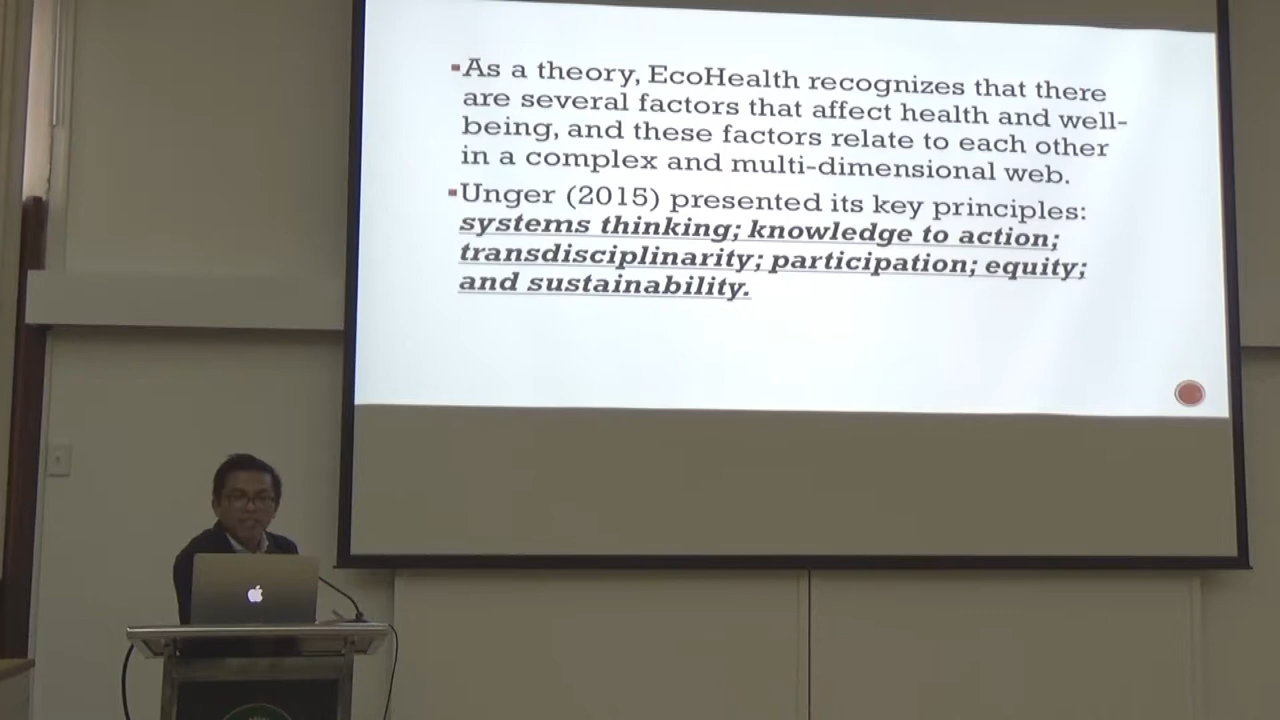 ▪As a theory, EcoHealth recognizes that there
are several factors that affect health and well-
being, and these factors relate to each other
in a complex and multi-dimensional web.
▪Unger (2015) presented its key principles:
systems thinking; knowledge to action;
transdisciplinarity; participation; equity;
and sustainability.